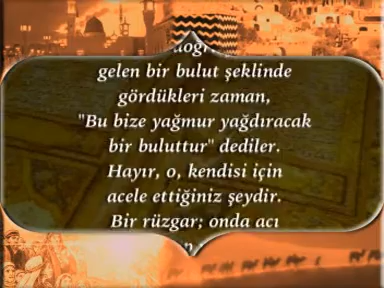 doğru
gelen bir bulut şeklinde
gördükleri zaman,
"Bu bize yağmur yağdıracak
bir buluttur" dediler.
Hayır, o, kendisi için
acele ettiğiniz şeydir.
Bir rüzgar; onda acı